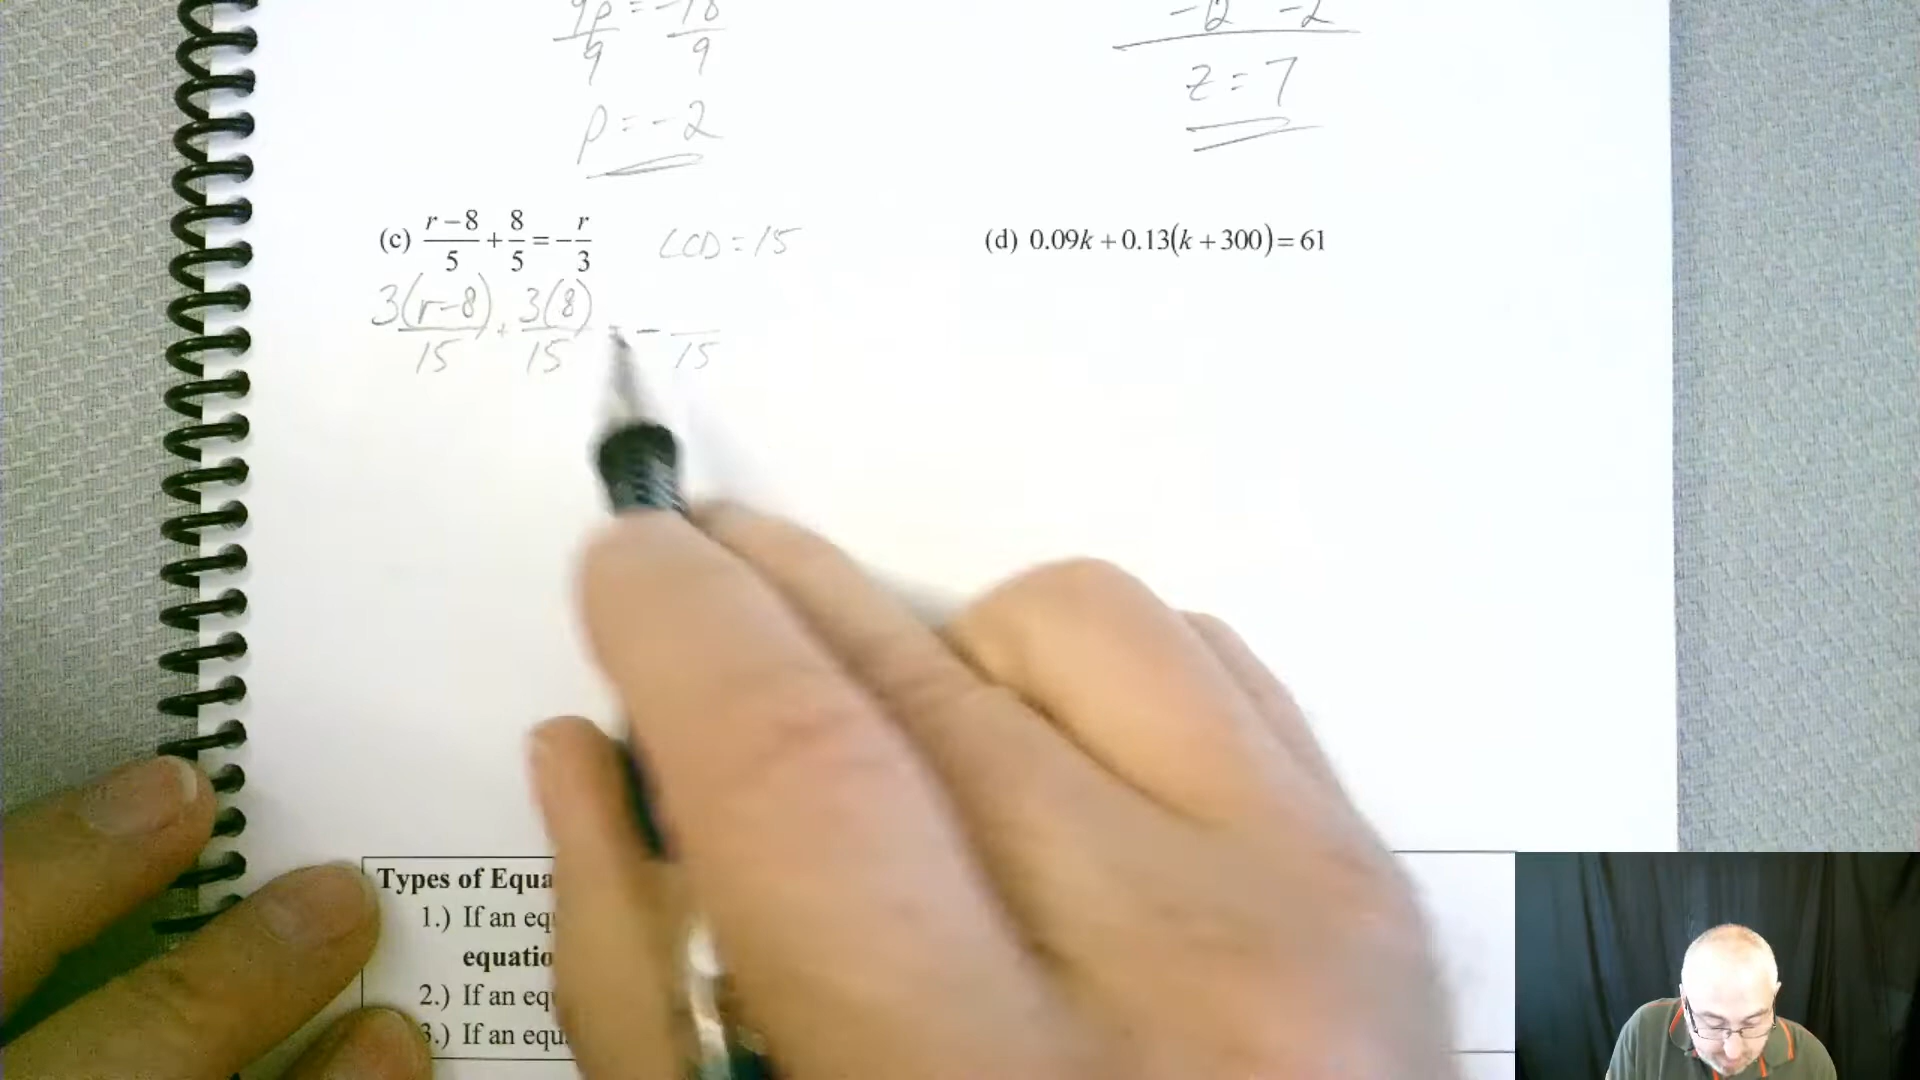 9p = -18 -12 -2
9 9 z = 7
p = -2
(c) r − 8 / 5 + 8 / 5 = − r / 3 LCD = 15 (d) 0.09k + 0.13(k + 300) = 61
3(r-8) / 15 + 3(8) / 15 = - / 15
Types of Equa
1.) If an equ
equatio
2.) If an eq
3.) If an equ